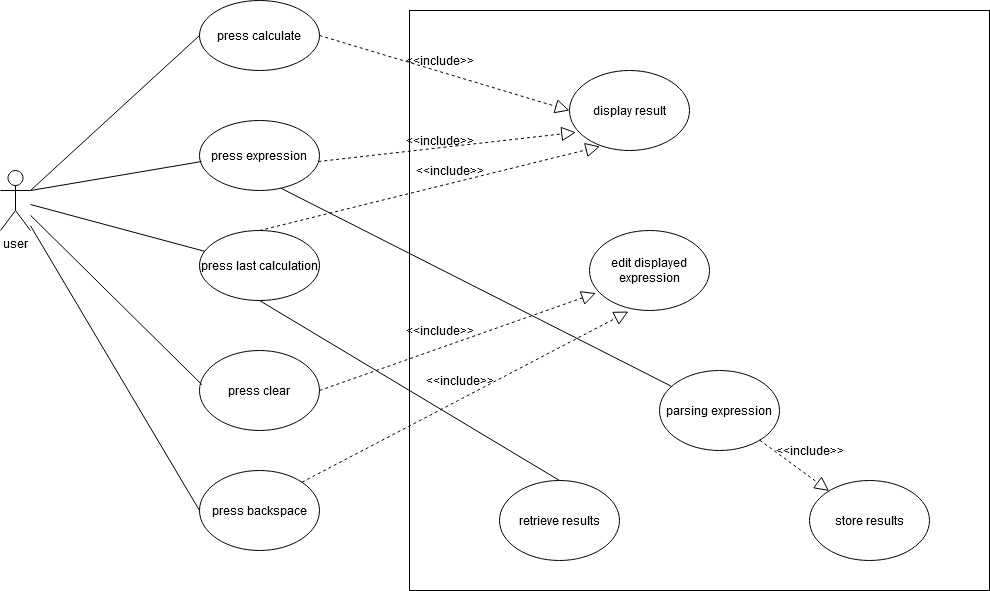 press calculate
<<include>>
display result
<<include>>
press expression
<<include>>
user
press last calculation
edit displayed
expression
<<include>>
press clear
<<include>>
parsing expression
<<include>>
press backspace
retrieve results
store results